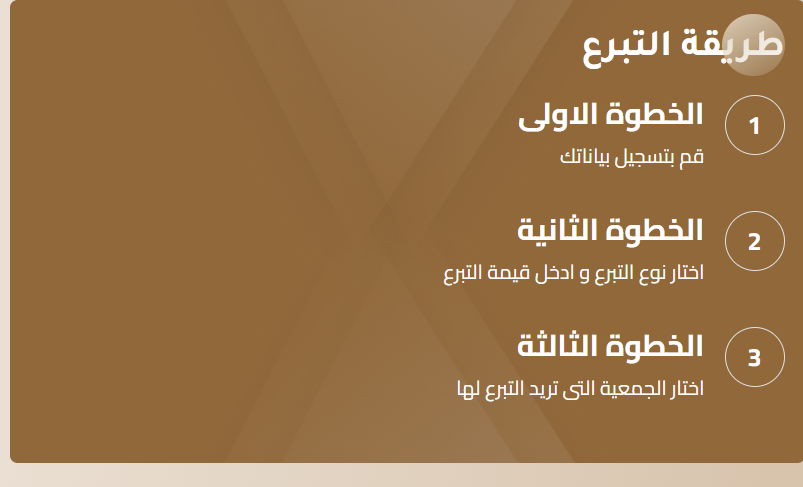 طريقة التبرع
1
الخطوة الاولى
قم بتسجيل بياناتك
2
الخطوة الثانية
اختار نوع التبرع و ادخل قيمة التبرع
3
الخطوة الثالثة
اختار الجمعية التى تريد التبرع لها